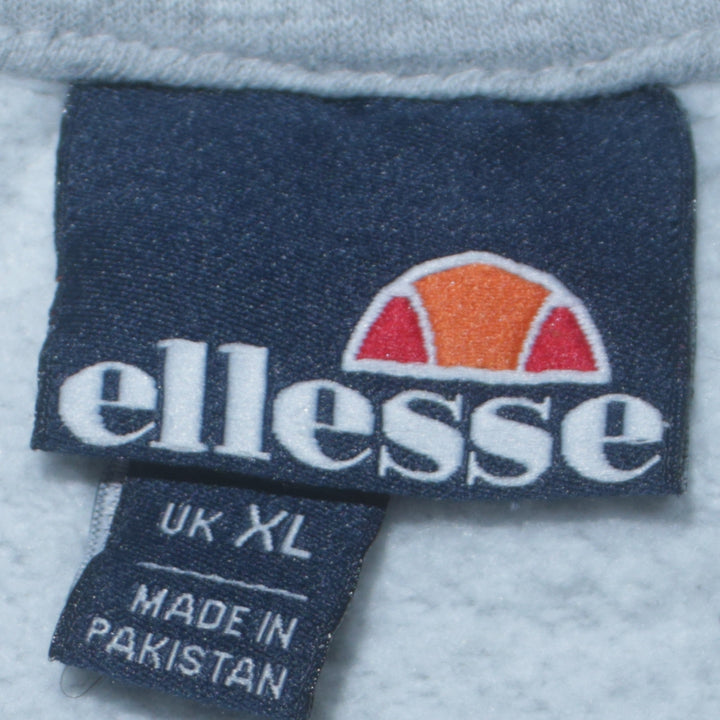 ellesse
UK XL
MADE IN
PAKISTAN